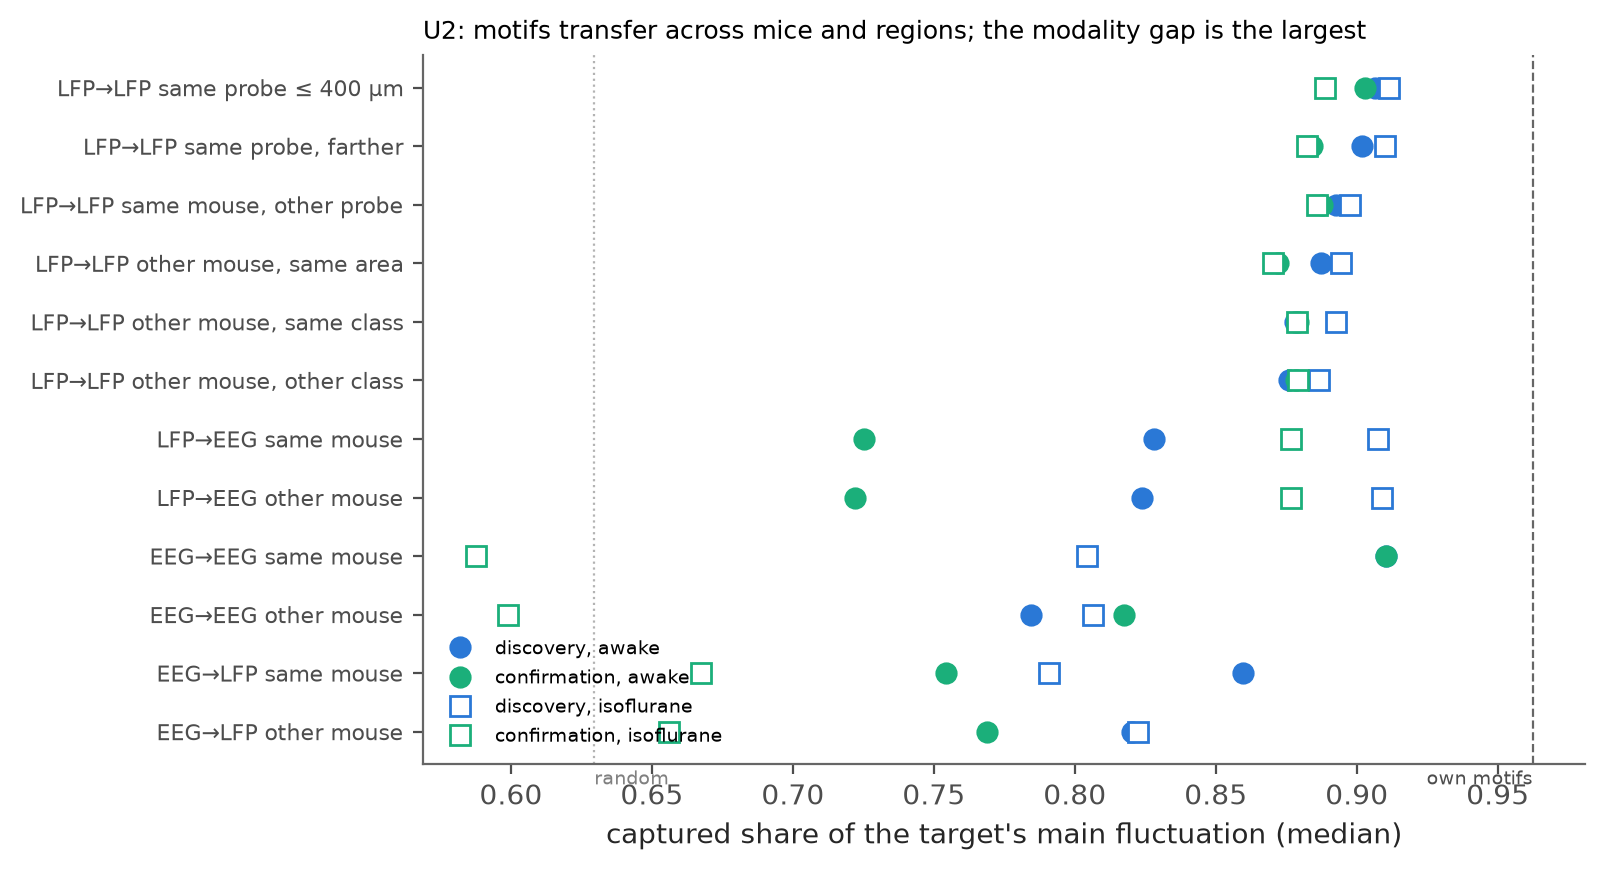 U2: motifs transfer across mice and regions; the modality gap is the largest
LFP→LFP same probe ≤ 400 µm
LFP→LFP same probe, farther
LFP→LFP same mouse, other probe
LFP→LFP other mouse, same area
LFP→LFP other mouse, same class
LFP→LFP other mouse, other class
LFP→EEG same mouse
LFP→EEG other mouse
EEG→EEG same mouse
EEG→EEG other mouse
EEG→LFP same mouse
EEG→LFP other mouse
discovery, awake
confirmation, awake
discovery, isoflurane
confirmation, isoflurane
random
own motifs
0.60 0.65 0.70 0.75 0.80 0.85 0.90 0.95
captured share of the target's main fluctuation (median)